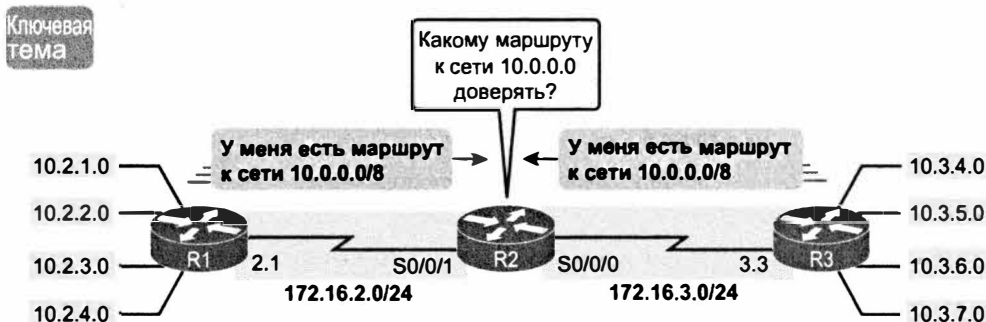 Ключевая
тема
Какому маршруту
к сети 10.0.0.0
доверять?
У меня есть маршрут
к сети 10.0.0.0/8
У меня есть маршрут
к сети 10.0.0.0/8
10.2.1.0
10.2.2.0
10.2.3.0
10.2.4.0
R1
2.1
172.16.2.0/24
S0/0/1
R2
S0/0/0
172.16.3.0/24
3.3
R3
10.3.4.0
10.3.5.0
10.3.6.0
10.3.7.0